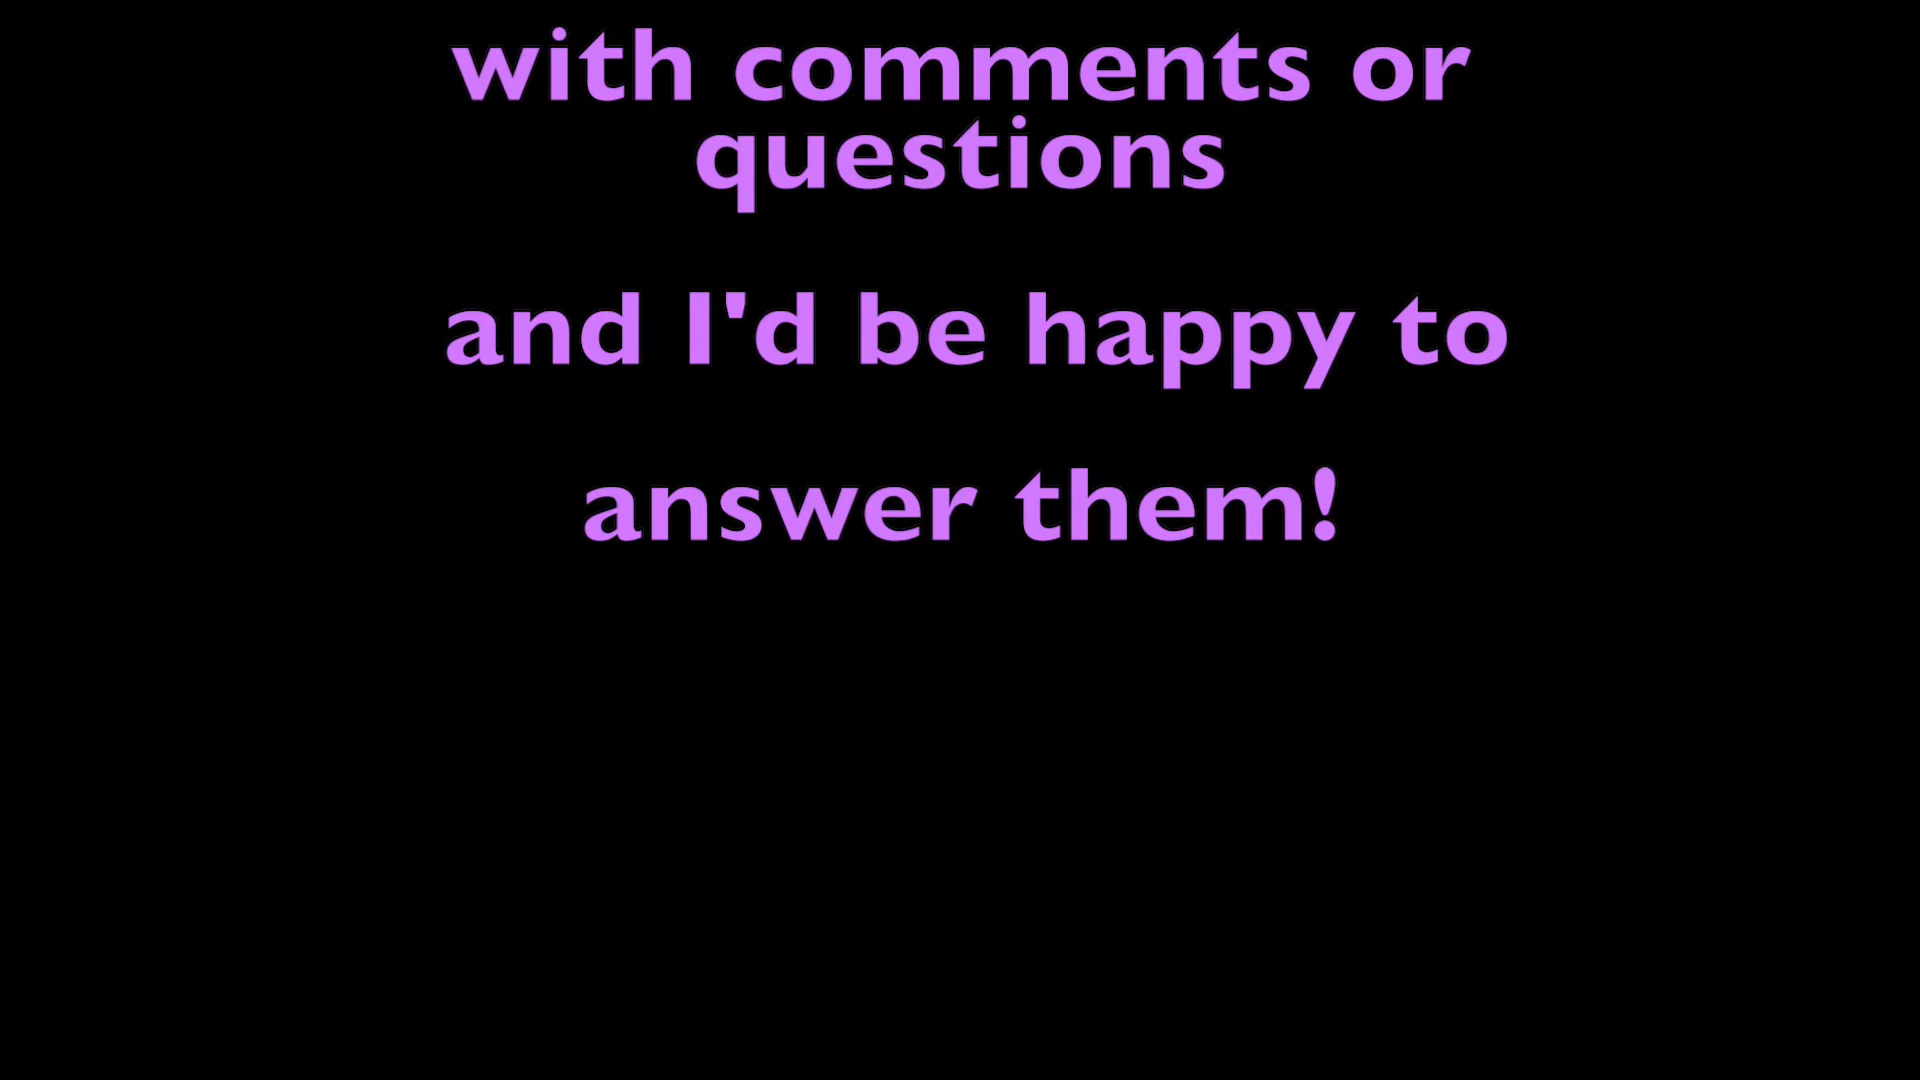 with comments or
questions
and I'd be happy to
answer them!